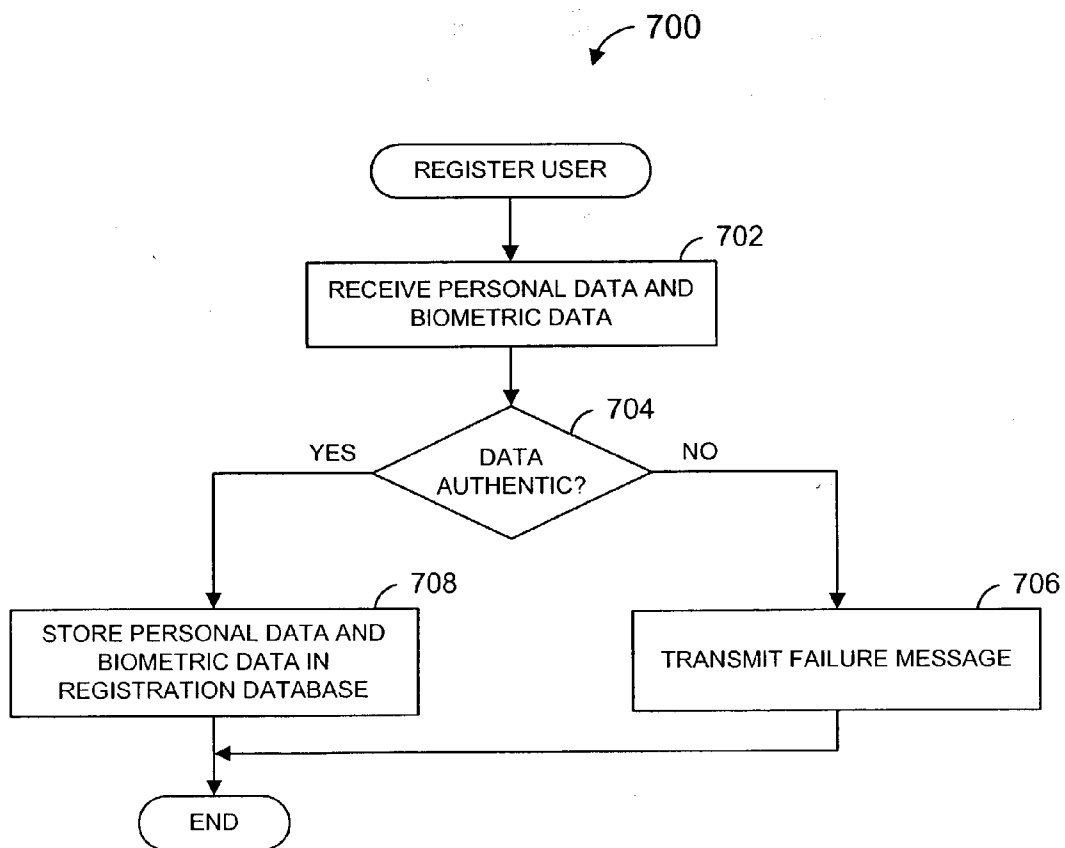 700
REGISTER USER
702
RECEIVE PERSONAL DATA AND
BIOMETRIC DATA
704
YES
DATA
AUTHENTIC?
NO
708
STORE PERSONAL DATA AND
BIOMETRIC DATA IN
REGISTRATION DATABASE
706
TRANSMIT FAILURE MESSAGE
END